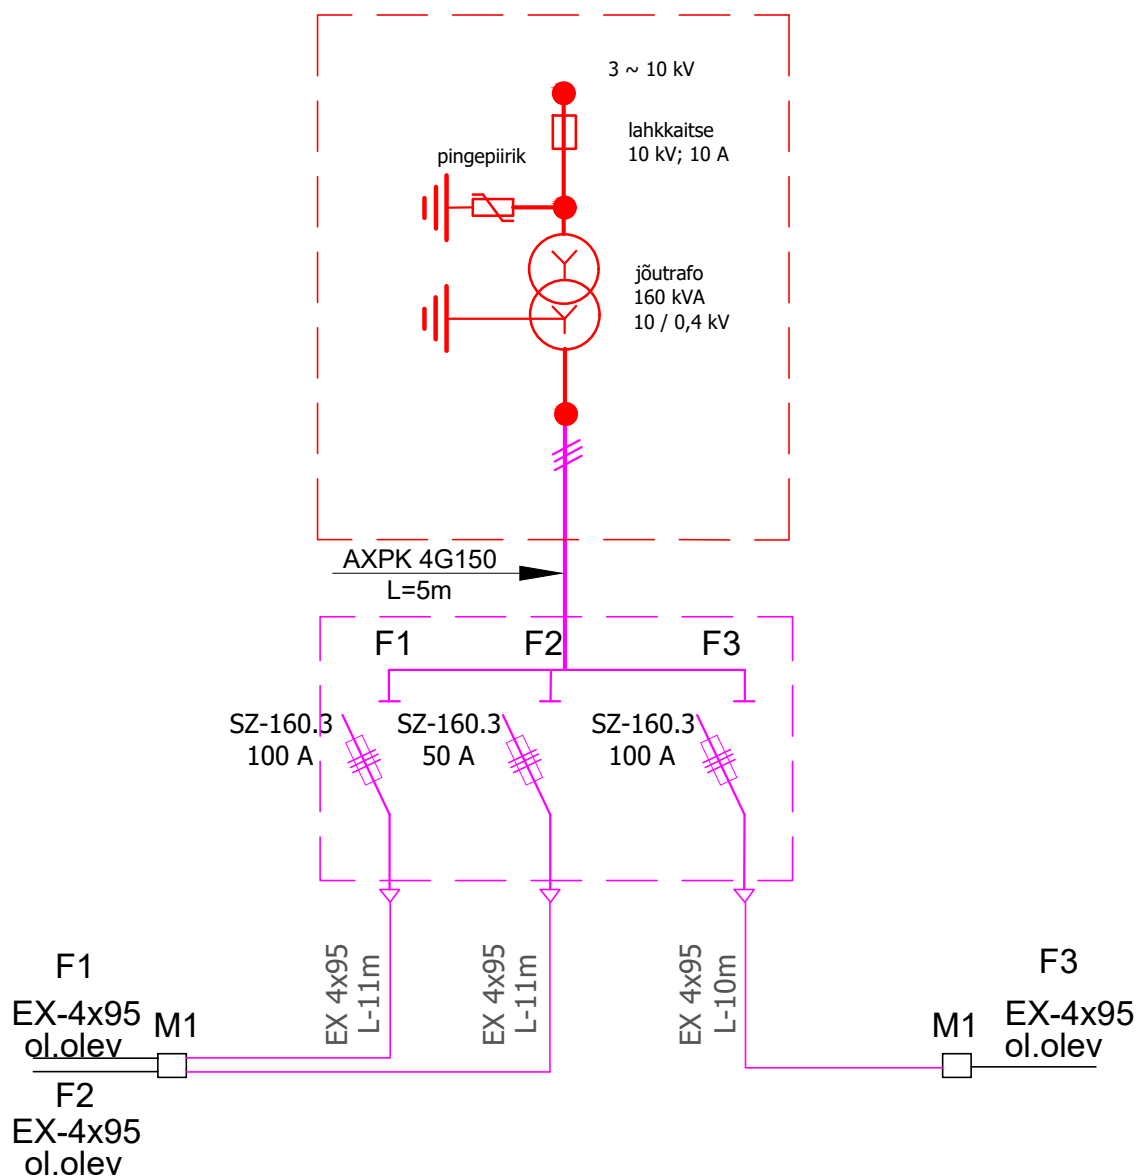 3 ~ 10 kV
lahkkaitse
10 kV; 10 A
pingepiirik
jõutrafo
160 kVA
10 / 0,4 kV
AXPK 4G150
L=5m
F1
F2
F3
SZ-160.3
100 A
SZ-160.3
50 A
SZ-160.3
100 A
EX 4x95
L-11m
EX 4x95
L-11m
EX 4x95
L-10m
F1
EX-4x95
ol.olev
M1
F2
EX-4x95
ol.olev
M1
F3
EX-4x95
ol.olev